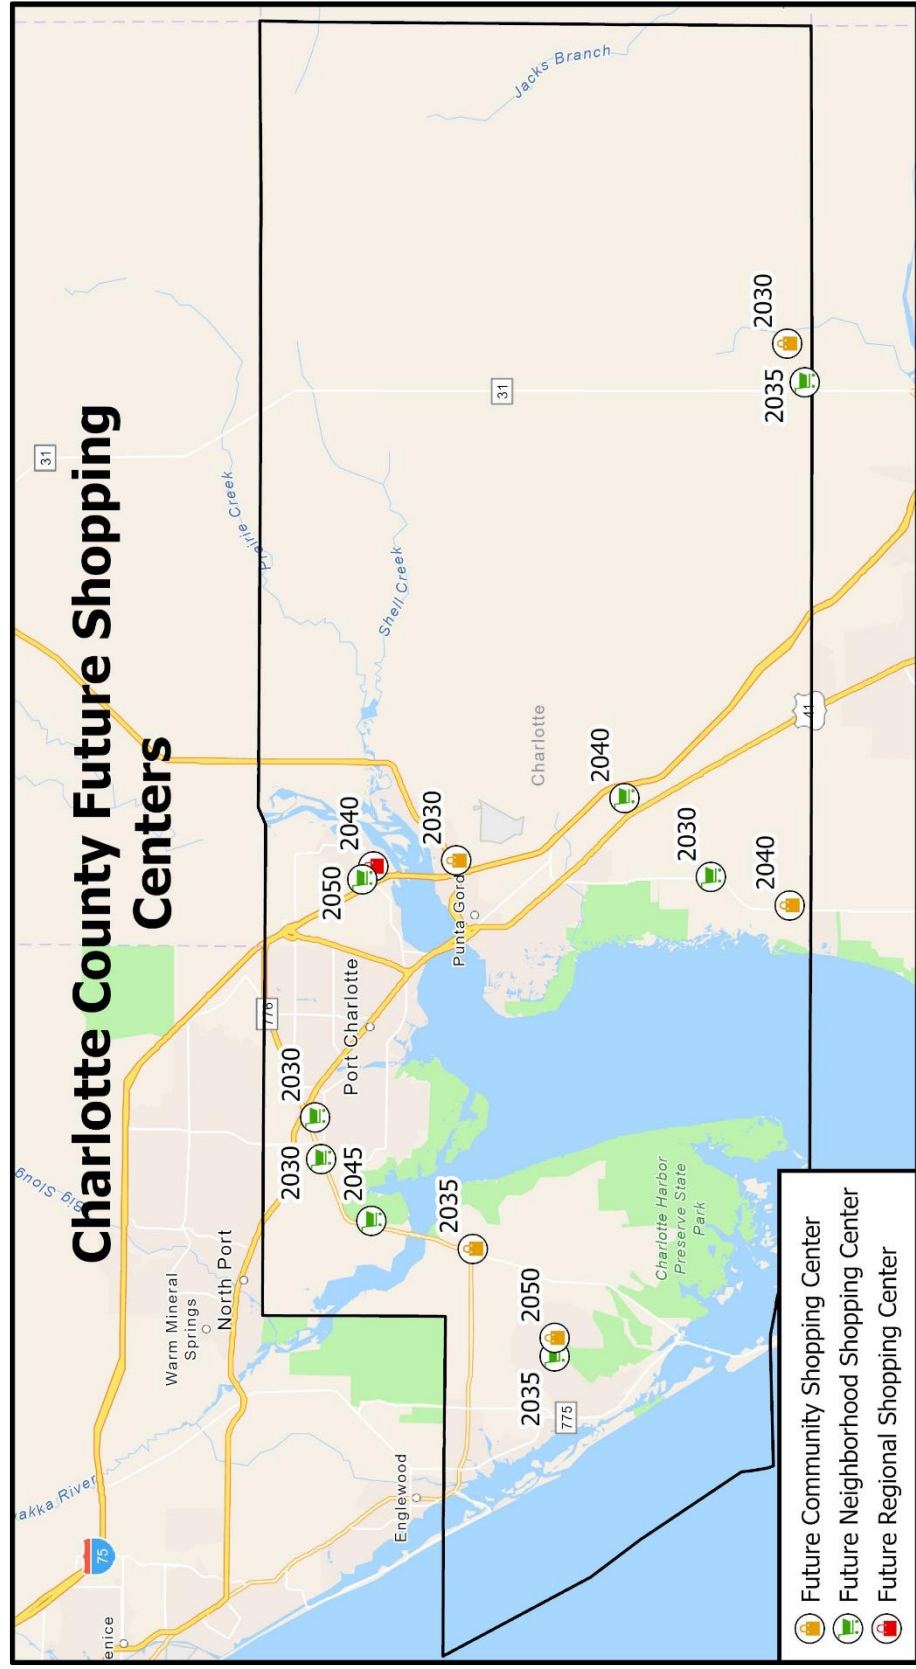 Charlotte County Future Shopping
Centers
31
Jacks Branch
Prairie Creek
Shell Creek
31
Big Sloug
Warm Mineral
Springs
North Port
776
Port Charlotte
2050
2040
2030
2030
2030
2045
2035
Punta Gord
Charlotte
2040
2030
2040
2030
2035
41
akka River
75
enice
Englewood
2035
2050
775
Charlotte Harbor
Preserve State
Park
Future Community Shopping Center
Future Neighborhood Shopping Center
Future Regional Shopping Center